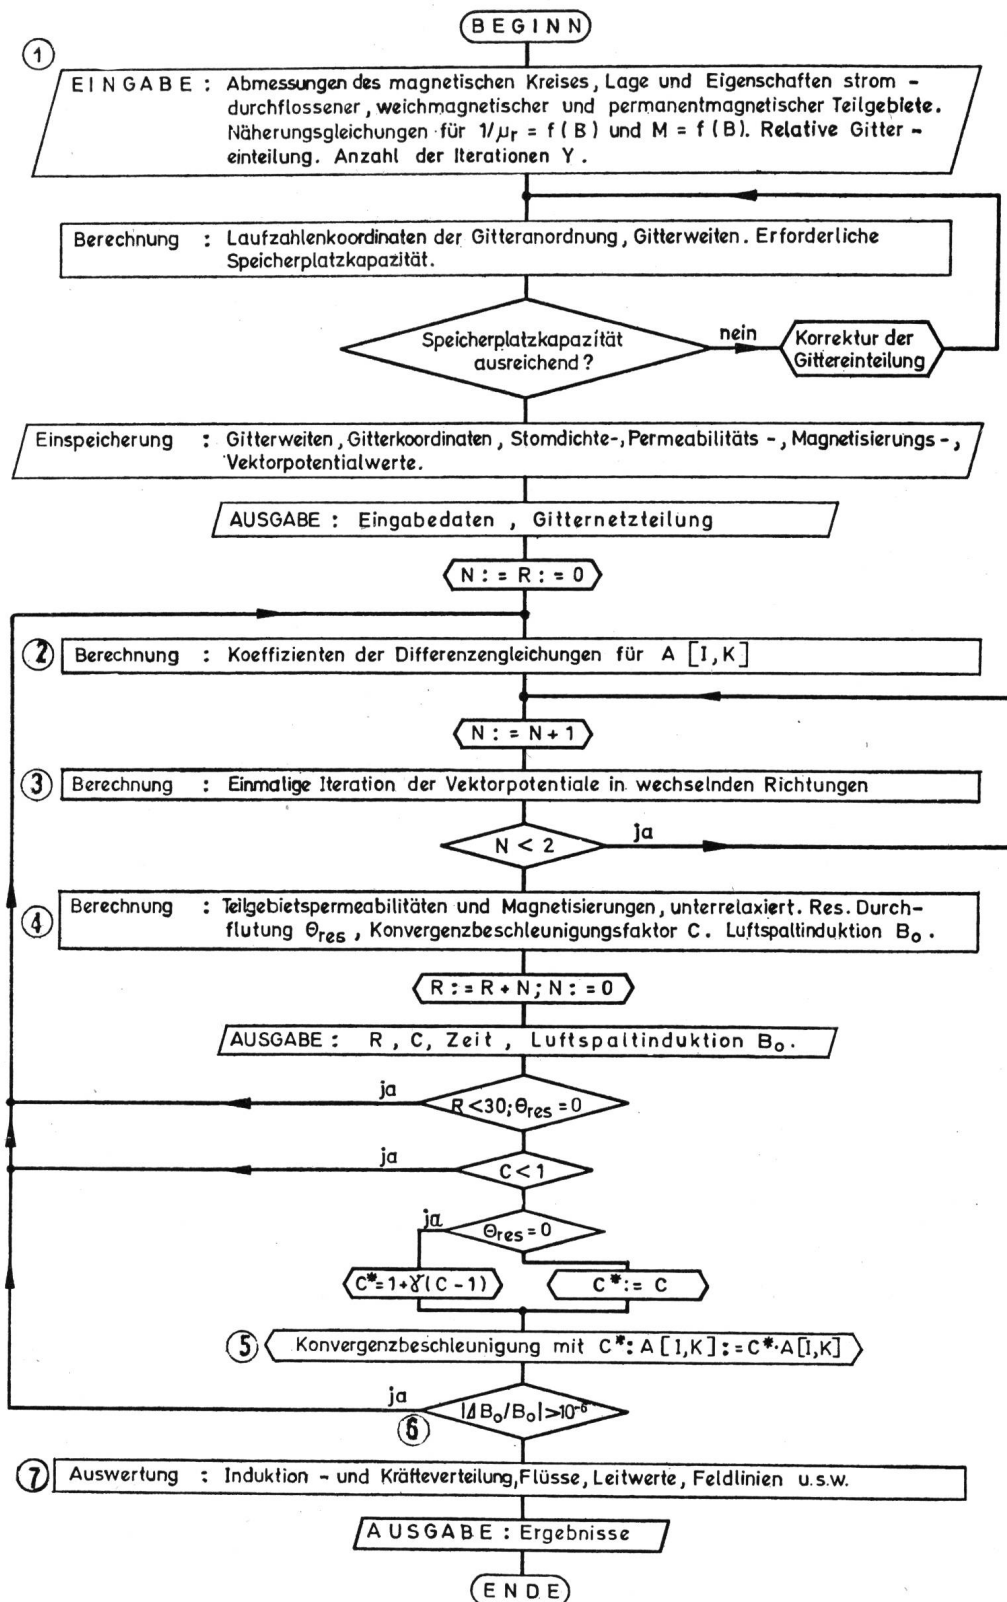 BEGINN
1
EINGABE : Abmessungen des magnetischen Kreises, Lage und Eigenschaften strom -
durchflossener, weichmagnetischer und permanentmagnetischer Teilgebiete.
Näherungsgleichungen für 1/μr = f (B) und M = f (B). Relative Gitter -
einteilung. Anzahl der Iterationen Y.
Berechnung : Laufzahlenkoordinaten der Gitteranordnung, Gitterweiten. Erforderliche
Speicherplatzkapazität.
Speicherplatzkapazität
ausreichend ?
nein
Korrektur der
Gittereinteilung
Einspeicherung : Gitterweiten, Gitterkoordinaten, Stomdichte-, Permeabilitäts -, Magnetisierungs -,
Vektorpotentialwerte.
AUSGABE : Eingabedaten , Gitternetzteilung
N : = R : = 0
2
Berechnung : Koeffizienten der Differenzengleichungen für A [I,K]
N : = N + 1
3
Berechnung : Einmalige Iteration der Vektorpotentiale in wechselnden Richtungen
N < 2
ja
4
Berechnung : Teilgebietspermeabilitäten und Magnetisierungen, unterrelaxiert. Res. Durch-
flutung Θres , Konvergenzbeschleunigungsfaktor C. Luftspaltinduktion Bo.
R : = R + N ; N : = 0
AUSGABE : R , C, Zeit , Luftspaltinduktion Bo.
ja
R <30; Θres = 0
ja
C < 1
ja
Θres = 0
C*=1+γ(C-1)
C*:= C
5
Konvergenzbeschleunigung mit C*: A [I,K] : = C*·A[I,K]
ja
6
|ΔBo/Bo|>10-6
7
Auswertung : Induktion - und Kräfteverteilung, Flüsse, Leitwerte, Feldlinien u.s.w.
AUSGABE : Ergebnisse
ENDE